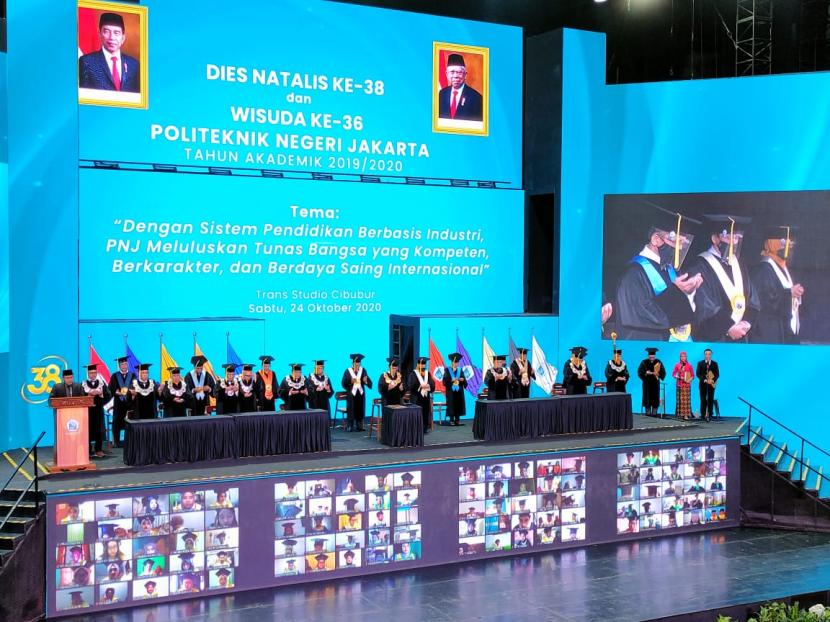 DIES NATALIS KE-38
dan
WISUDA KE-36
POLITEKNIK NEGERI JAKARTA
TAHUN AKADEMIK 2019/2020
Tema:
“Dengan Sistem Pendidikan Berbasis Industri,
PNJ Meluluskan Tunas Bangsa yang Kompeten,
Berkarakter, dan Berdaya Saing Internasional”
Trans Studio Cibubur
Sabtu, 24 Oktober 2020
38